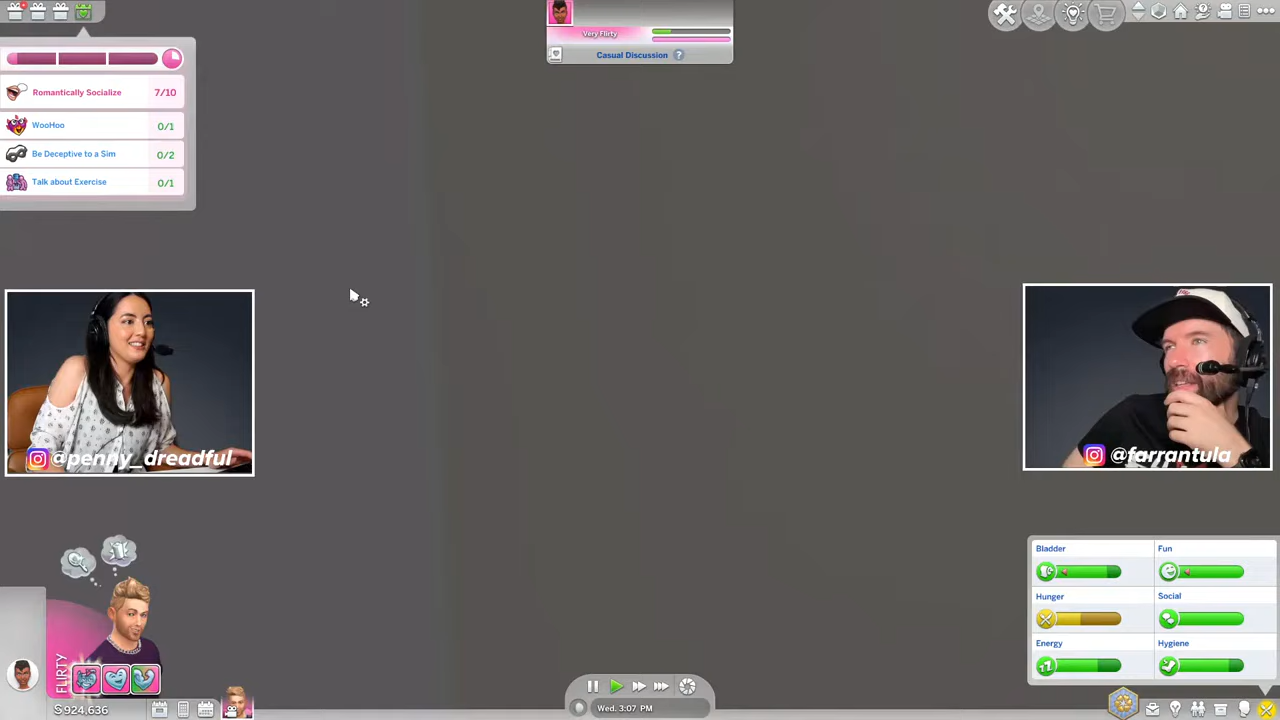 Very Flirty
Casual Discussion
?
Romantically Socialize 7/10
WooHoo 0/1
Be Deceptive to a Sim 0/2
Talk about Exercise 0/1
@penny_dreadful
@farrantula
Bladder Fun
Hunger Social
Energy Hygiene
FLIRTY
§924,636
Wed. 3:07 PM